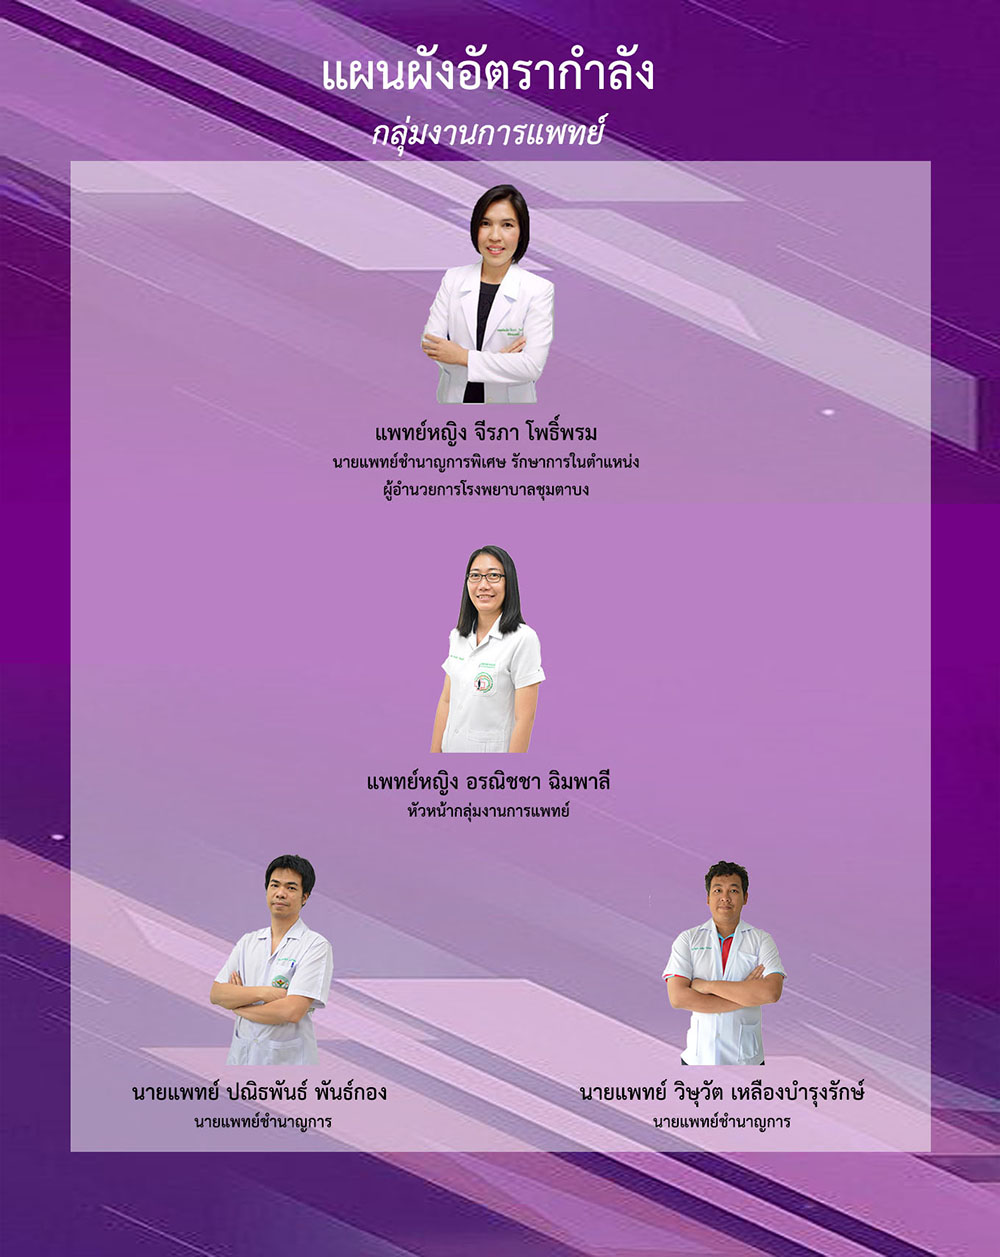 แผนผังอัตรากำลัง
กลุ่มงานการแพทย์
แพทย์หญิง จีรภา โพธิ์พรม
นายแพทย์ชำนาญการพิเศษ รักษาการในตำแหน่ง
ผู้อำนวยการโรงพยาบาลชุมตาบง
แพทย์หญิง อรณิชชา ฉิมพาลี
หัวหน้ากลุ่มงานการแพทย์
นายแพทย์ ปณิธพันธ์ พันธ์กอง
นายแพทย์ชำนาญการ
นายแพทย์ วิษุวัต เหลืองบำรุงรักษ์
นายแพทย์ชำนาญการ